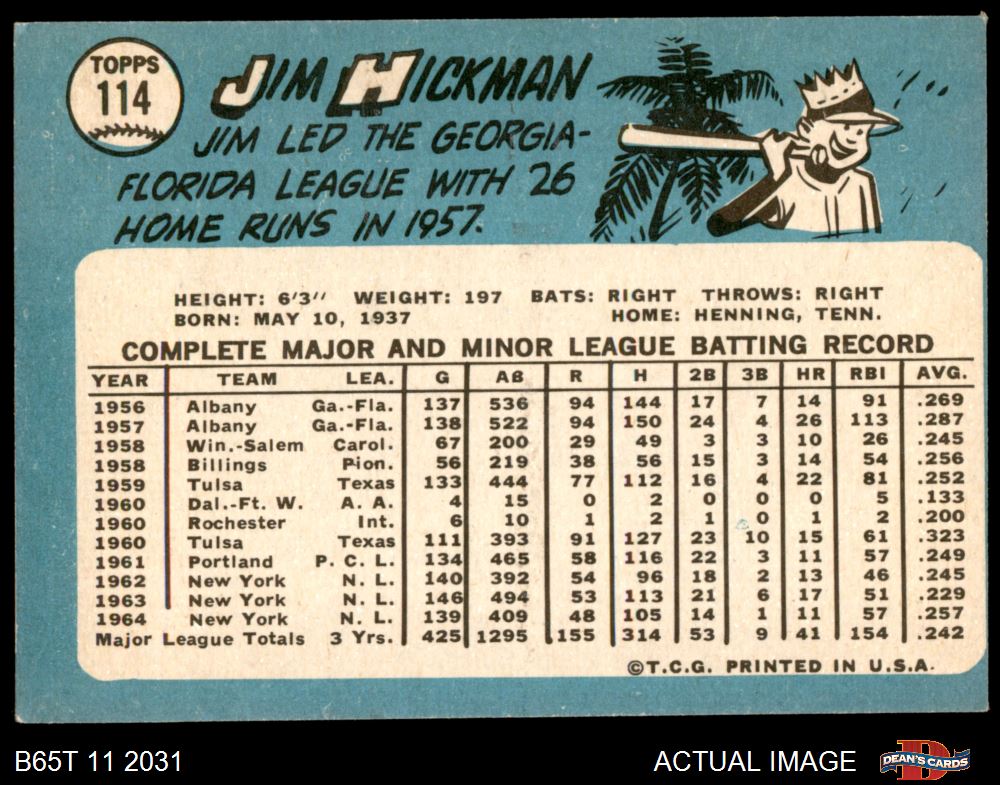 TOPPS
114
JIM HICKMAN
JIM LED THE GEORGIA-
FLORIDA LEAGUE WITH 26
HOME RUNS IN 1957.
HEIGHT: 6'3" WEIGHT: 197 BATS: RIGHT THROWS: RIGHT
BORN: MAY 10, 1937 HOME: HENNING, TENN.
COMPLETE MAJOR AND MINOR LEAGUE BATTING RECORD
YEAR TEAM LEA. G AB R H 2B 3B HR RBI AVG.
1956 Albany Ga.-Fla. 137 536 94 144 17 7 14 91 .269
1957 Albany Ga.-Fla. 138 522 94 150 24 4 26 113 .287
1958 Win.-Salem Carol. 67 200 29 49 3 3 10 26 .245
1958 Billings Pion. 56 219 38 56 15 3 14 54 .256
1959 Tulsa Texas 133 444 77 112 16 4 22 81 .252
1960 Dal.-Ft. W. A. A. 4 15 0 2 0 0 0 5 .133
1960 Rochester Int. 6 10 1 2 1 0 1 2 .200
1960 Tulsa Texas 111 393 91 127 23 10 15 61 .323
1961 Portland P. C. L. 134 465 58 116 22 3 11 57 .249
1962 New York N. L. 140 392 54 96 18 2 13 46 .245
1963 New York N. L. 146 494 53 113 21 6 17 51 .229
1964 New York N. L. 139 409 48 105 14 1 11 57 .257
Major League Totals 3 Yrs. 425 1295 155 314 53 9 41 154 .242
©T.C.G. PRINTED IN U.S.A.
B65T 11 2031 ACTUAL IMAGE DEAN'S CARDS